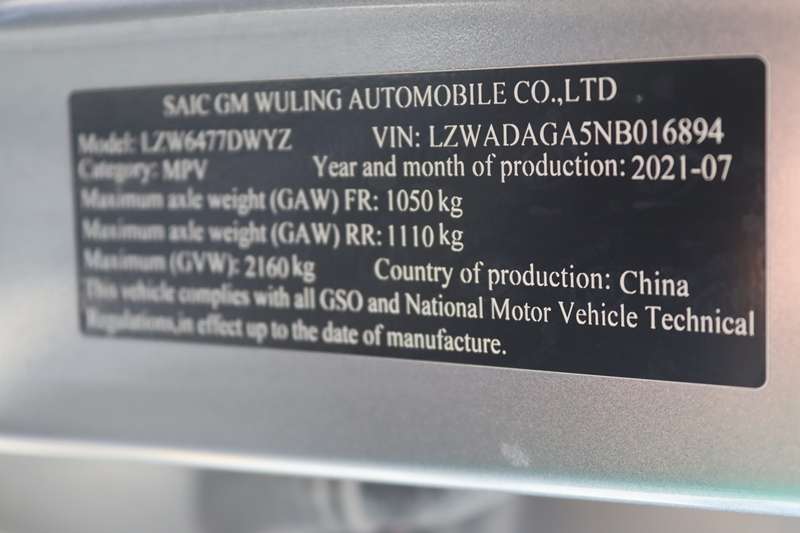 SAIC GM WULING AUTOMOBILE CO.,LTD
Model: LZW6477DWYZ VIN: LZWADAGA5NB016894
Category: MPV Year and month of production: 2021-07
Maximum axle weight (GAW) FR: 1050 kg
Maximum axle weight (GAW) RR: 1110 kg
Maximum (GVW): 2160 kg Country of production: China
This vehicle complies with all GSO and National Motor Vehicle Technical
Regulations,in effect up to the date of manufacture.